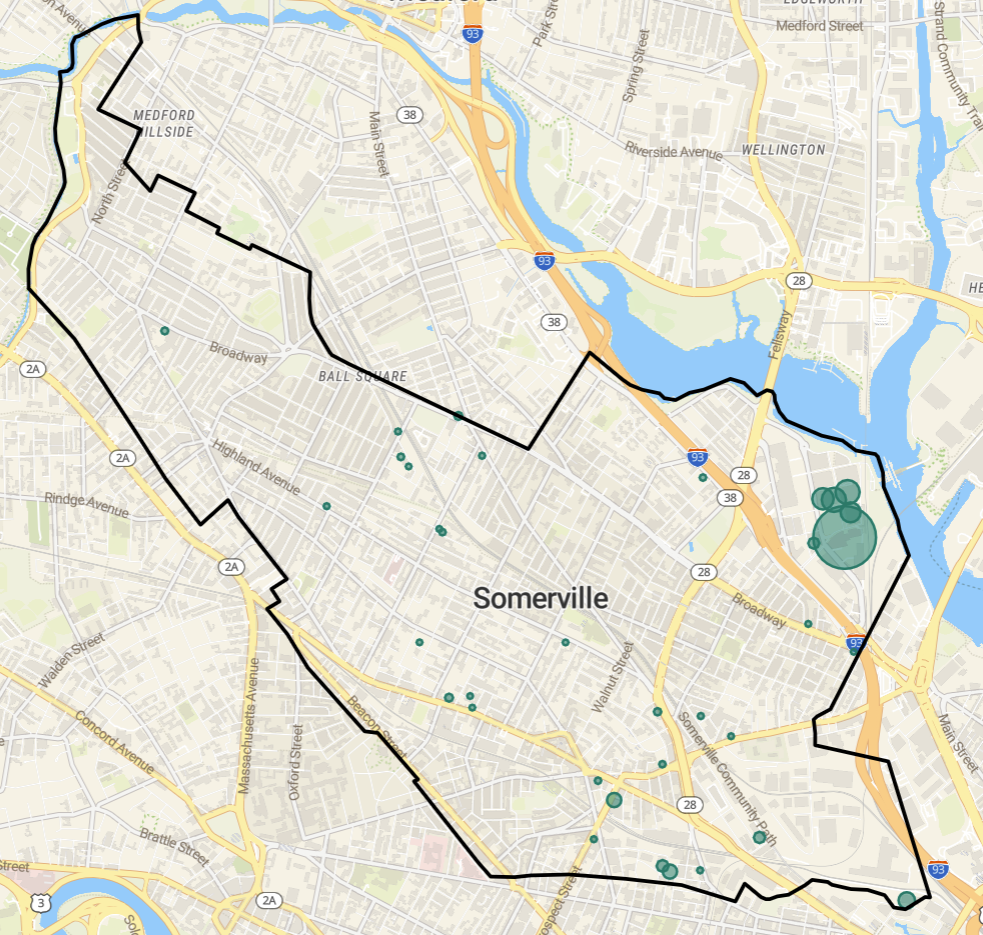 EDGEWORTH
Medford Street
Park
Strand Community Trail
93
Spring Street
38
MEDFORD
HILLSIDE
Main Street
Riverside Avenue
WELLINGTON
North Street
93
28
38
Fellsway
Broadway
2A
BALL SQUARE
Highland Avenue
2A
93
28
38
Rindge Avenue
2A
28
Somerville
Broadway
93
Walden Street
Walnut Street
Massachusetts Avenue
Beacon Street
Concord Avenue
Oxford Street
Somerville Community Path
Main Street
28
Brattle Street
Street
93
3
2A